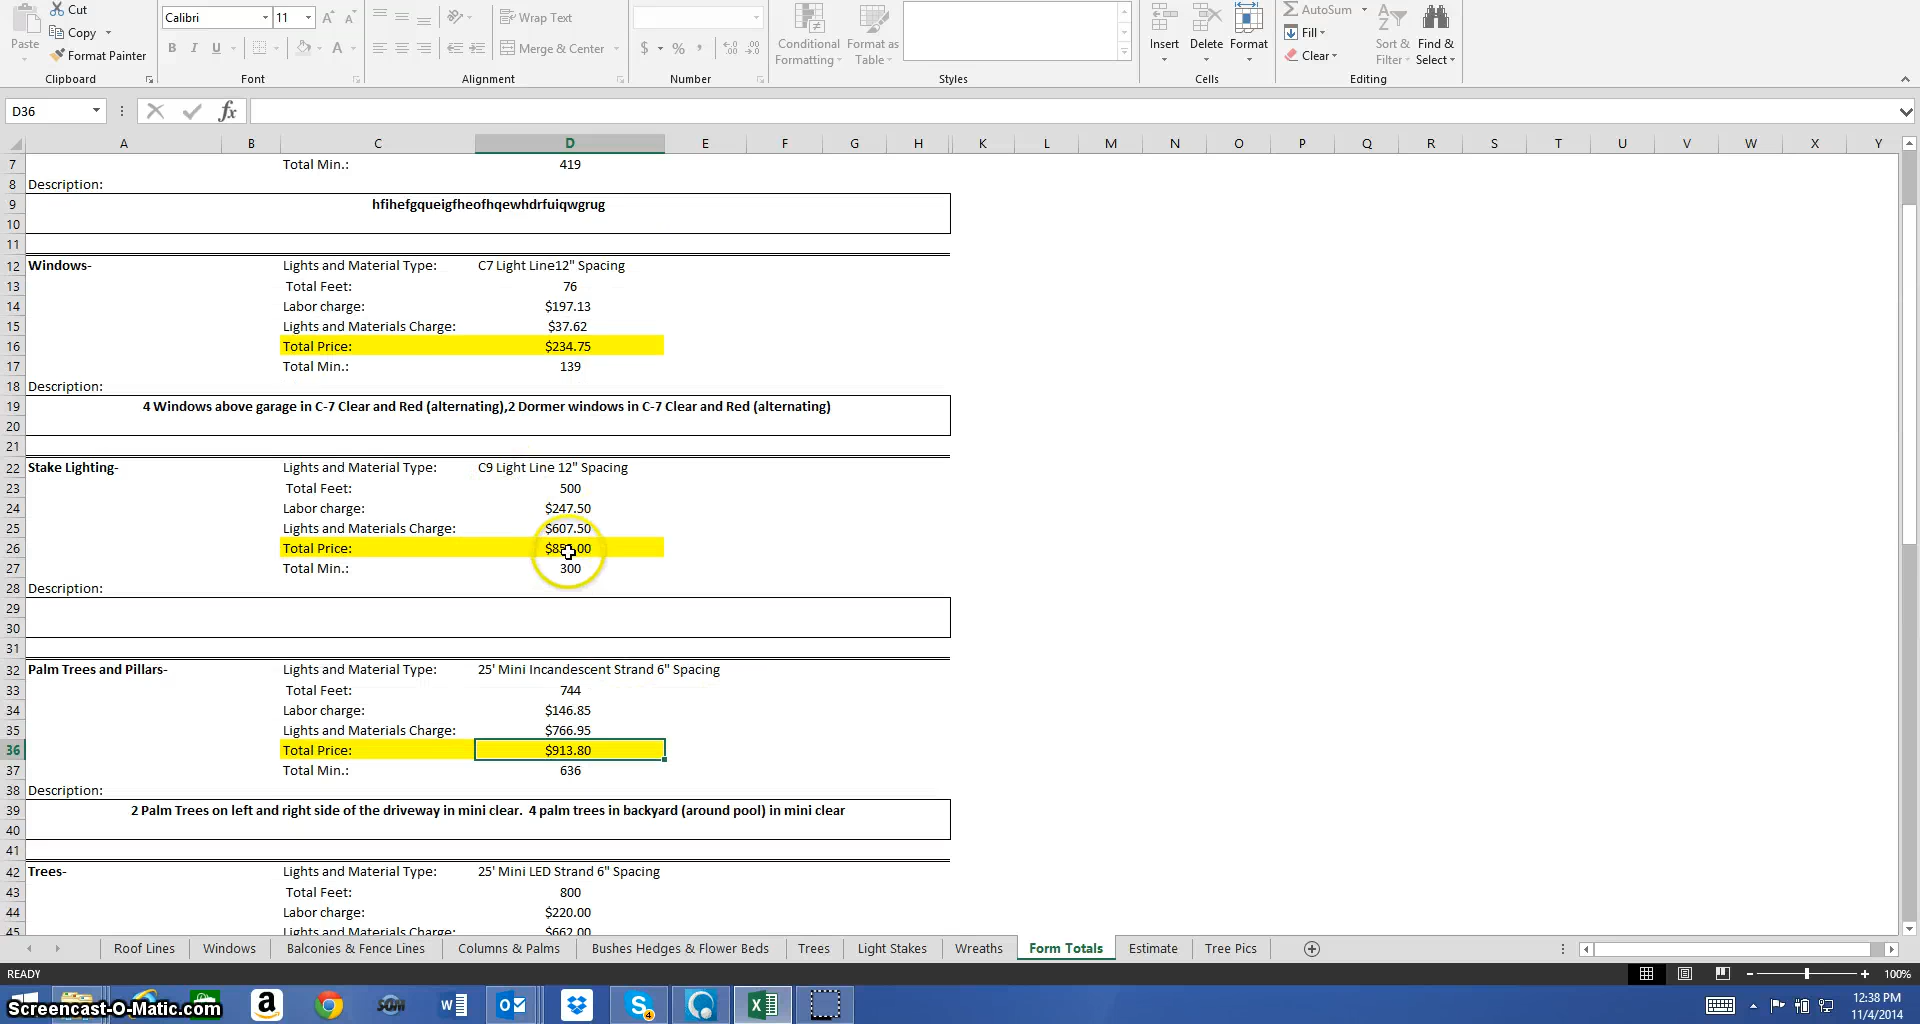 Cut
Calibri 11 Wrap Text AutoSum
Copy Fill
Paste Format Painter Merge & Center $ % Conditional Formatting Format as Table Insert Delete Format Clear Sort & Filter Find & Select
Clipboard Font Alignment Number Styles Cells Editing
D36 fx
A B C D E F G H K L M N O P Q R S T U V W X Y
7 Total Min.: 419
8 Description:
9 hfihefgqueigfheofhqewhdrfuiqwgrug
10
11
12 Windows- Lights and Material Type: C7 Light Line12" Spacing
13 Total Feet: 76
14 Labor charge: $197.13
15 Lights and Materials Charge: $37.62
16 Total Price: $234.75
17 Total Min.: 139
18 Description:
19 4 Windows above garage in C-7 Clear and Red (alternating),2 Dormer windows in C-7 Clear and Red (alternating)
20
21
22 Stake Lighting- Lights and Material Type: C9 Light Line 12" Spacing
23 Total Feet: 500
24 Labor charge: $247.50
25 Lights and Materials Charge: $607.50
26 Total Price:
27 Total Min.: 300
28 Description:
29
30
31
32 Palm Trees and Pillars- Lights and Material Type: 25' Mini Incandescent Strand 6" Spacing
33 Total Feet: 744
34 Labor charge: $146.85
35 Lights and Materials Charge: $766.95
36 Total Price: $913.80
37 Total Min.: 636
38 Description:
39 2 Palm Trees on left and right side of the driveway in mini clear. 4 palm trees in backyard (around pool) in mini clear
40
41
42 Trees- Lights and Material Type: 25' Mini LED Strand 6" Spacing
43 Total Feet: 800
44 Labor charge: $220.00
45 Lights and Materials Charge: $662.00
Roof Lines Windows Balconies & Fence Lines Columns & Palms Bushes Hedges & Flower Beds Trees Light Stakes Wreaths Form Totals Estimate Tree Pics
READY 100%
Screencast-O-Matic.com 12:38 PM
11/4/2014